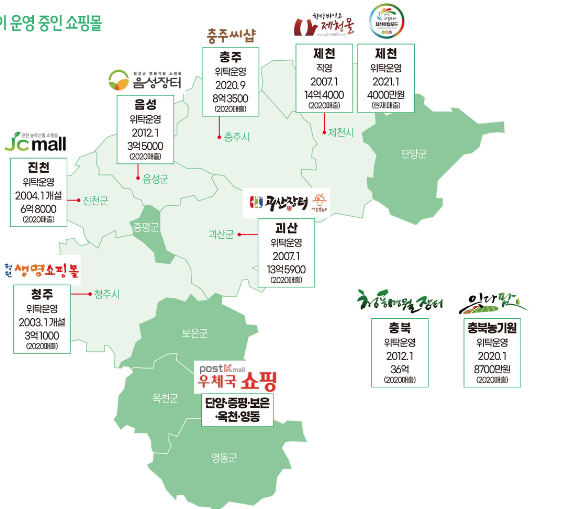 이 운영 중인 쇼핑몰
충주씨샵
충주
위탁운영
2020.9
8억3500
(2020매출)
충주시
제천몰
제천
직영
2007.1
14억4000
(2020매출)
제천시
제천
위탁운영
2021.1
4000만원
(현재매출)
단양군
음성장터
음성
위탁운영
2012.1
3억5000
(2020매출)
음성군
JC mall
진천
위탁운영
2004.1개설
6억8000
(2020매출)
진천군
증평군
괴산장터
괴산
위탁운영
2007.1
13억5900
(2020매출)
괴산군
생명쇼핑몰
청주
위탁운영
2003.1개설
3억1000
(2020매출)
청주시
청풍명월장터
충북
위탁운영
2012.1
36억
(2020매출)
잇다팜
충북농기원
위탁운영
2020.1
8700만원
(2020매출)
보은군
post mall
우체국쇼핑
단양·증평·보은
·옥천·영동
옥천군
영동군